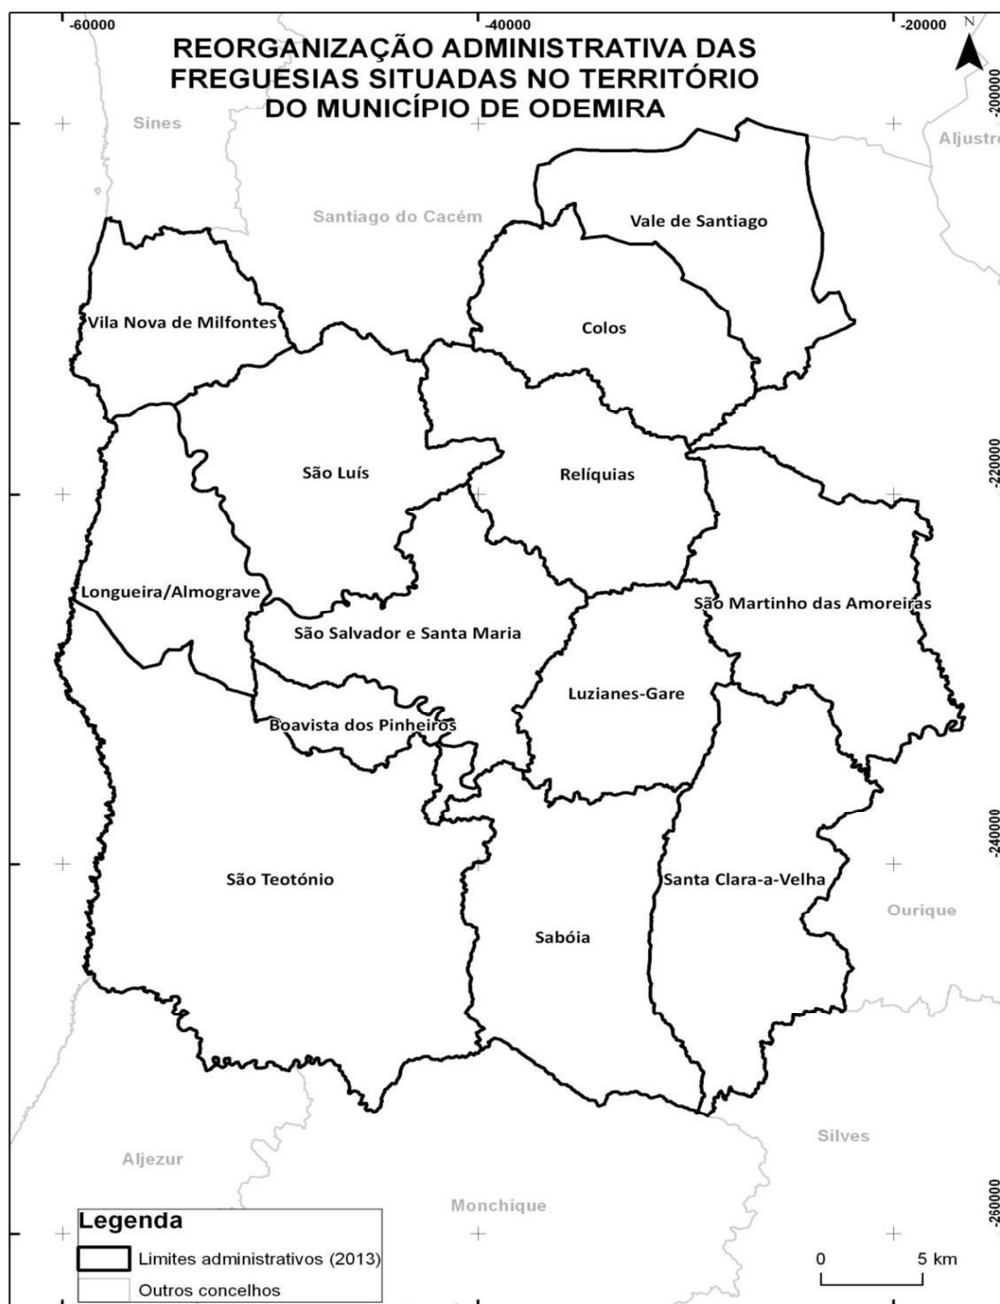 -60000
-40000
-20000
N
REORGANIZAÇÃO ADMINISTRATIVA DAS
FREGUESIAS SITUADAS NO TERRITÓRIO
DO MUNICÍPIO DE ODEMIRA
-200000
Sines
Aljustre
Santiago do Cacém
Vale de Santiago
Vila Nova de Milfontes
Colos
São Luís
Relíquias
-220000
Longueira/Almograve
São Martinho das Amoreiras
São Salvador e Santa Maria
Luzianes-Gare
Boavista dos Pinheiros
-240000
São Teotónio
Santa Clara-a-Velha
Ourique
Sabóia
Silves
Aljezur
Monchique
-260000
Legenda
Limites administrativos (2013)
Outros concelhos
0 5 km